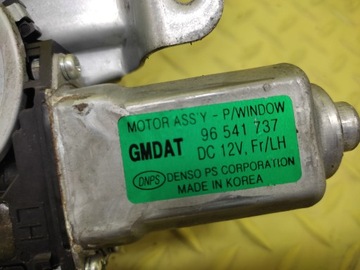 MOTOR ASS'Y - P/WINDOW
96 541 737
GMDAT DC 12V. Fr/LH
DNPS DENSO PS CORPORATION
MADE IN KOREA